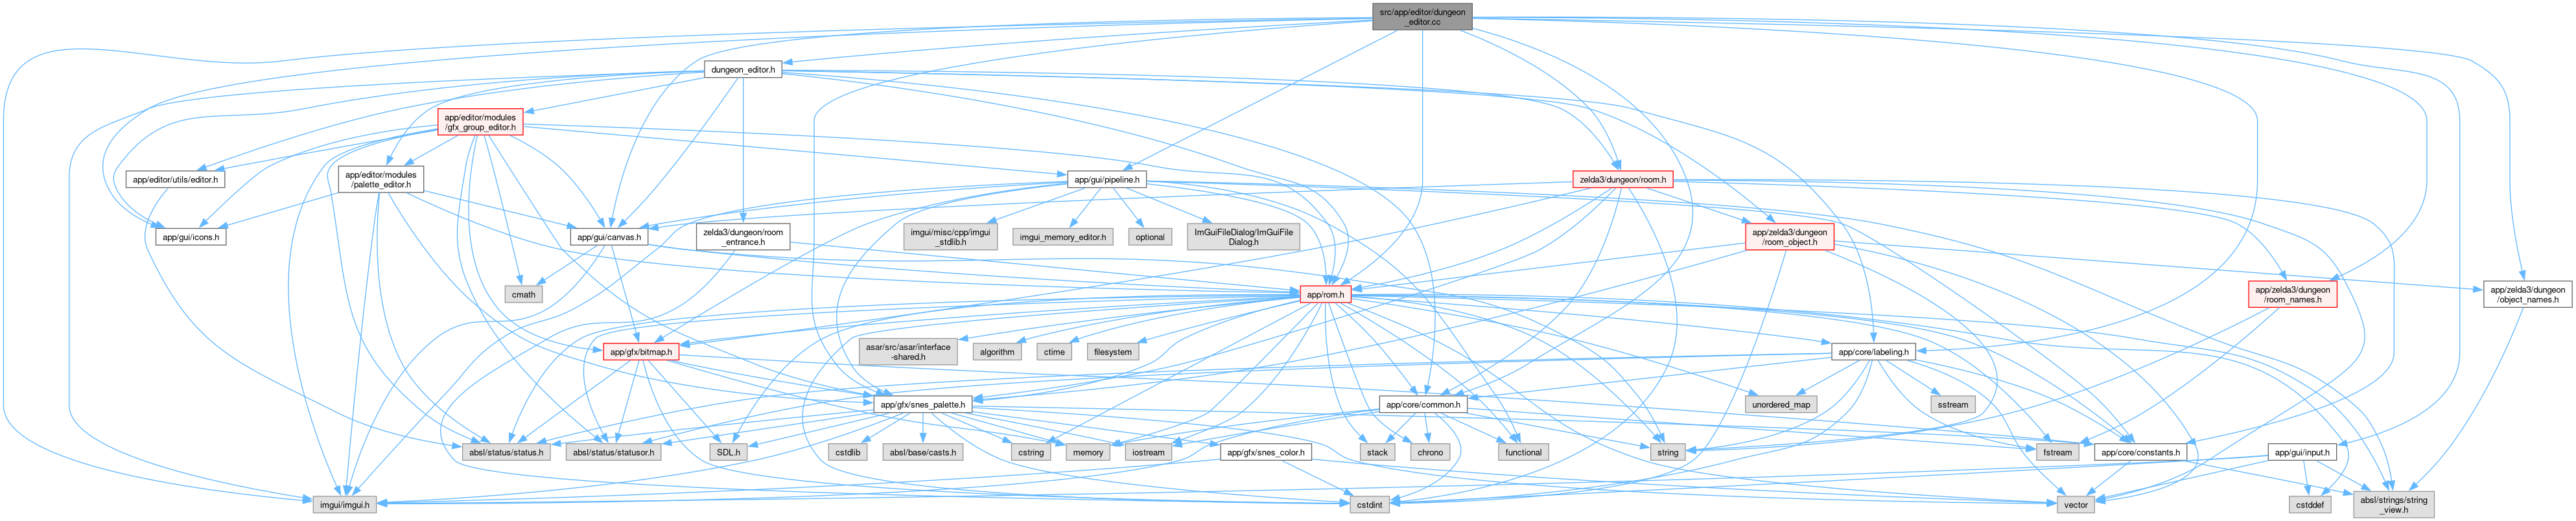 src/app/editor/dungeon
_editor.cc
dungeon_editor.h
app/editor/modules
/gfx_group_editor.h
app/editor/utils/editor.h
app/editor/modules
/palette_editor.h
app/gui/pipeline.h
zelda3/dungeon/room.h
app/gui/icons.h
app/gui/canvas.h
zelda3/dungeon/room
_entrance.h
imgui/misc/cpp/imgui
_stdlib.h
imgui_memory_editor.h
optional
ImGuiFileDialog/ImGuiFile
Dialog.h
app/zelda3/dungeon
/room_object.h
cmath
app/rom.h
app/zelda3/dungeon
/room_names.h
app/zelda3/dungeon
/object_names.h
app/gfx/bitmap.h
asar/src/asar/interface
-shared.h
algorithm
ctime
filesystem
app/core/labeling.h
app/gfx/snes_palette.h
app/core/common.h
unordered_map
sstream
absl/status/status.h
absl/status/statusor.h
SDL.h
cstdlib
absl/base/casts.h
cstring
memory
iostream
app/gfx/snes_color.h
stack
chrono
functional
string
fstream
app/core/constants.h
app/gui/input.h
imgui/imgui.h
cstdint
vector
cstddef
absl/strings/string
_view.h